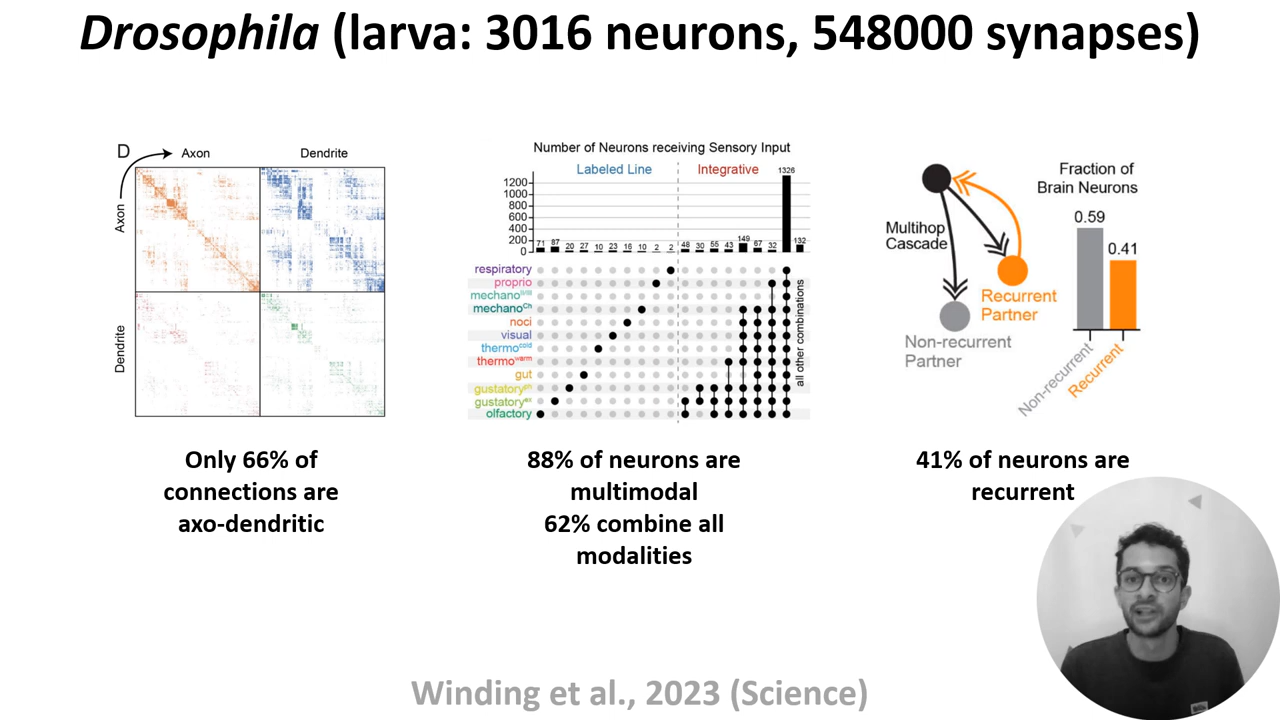 Drosophila (larva: 3016 neurons, 548000 synapses)
D
Axon
Dendrite
Axon
Dendrite
Only 66% of
connections are
axo-dendritic
Number of Neurons receiving Sensory Input
Labeled Line
Integrative
1326
1200
1000
800
600
400
200
0
71 87 20 27 10 23 16 10 2 2 48 30 55 43 149 67 32 132
respiratory
proprio
mechano
mechanoCh
noci
visual
thermocold
thermowarm
gut
gustatory
gustatory
olfactory
all other combinations
88% of neurons are
multimodal
62% combine all
modalities
Multihop
Cascade
Recurrent
Partner
Non-recurrent
Partner
Fraction of
Brain Neurons
0.59
0.41
Non-recurrent
Recurrent
41% of neurons are
recurrent
Winding et al., 2023 (Science)